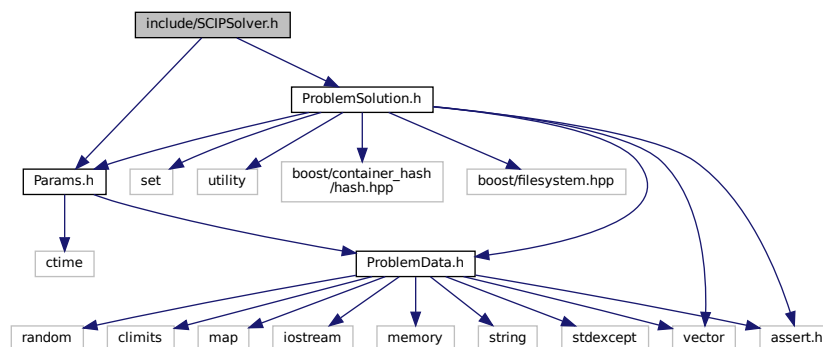 include/SCIPSolver.h
ProblemSolution.h
Params.h
set
utility
boost/container_hash
/hash.hpp
boost/filesystem.hpp
ctime
ProblemData.h
random
climits
map
iostream
memory
string
stdexcept
vector
assert.h